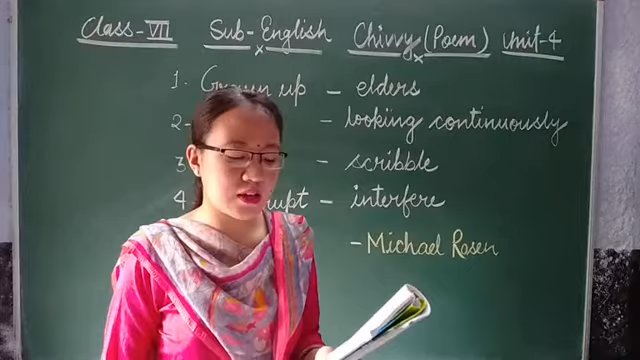 Class-VII Sub-English Chivvy (Poem) Unit-4
1. Grown up - elders
2. - looking continuously
3 - scribble
4 - interfere
- Michael Rosen